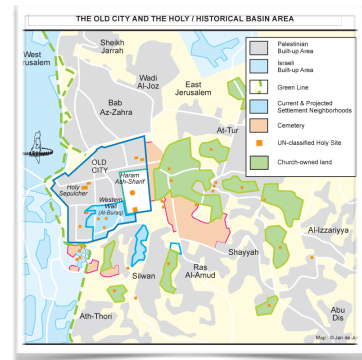 THE OLD CITY AND THE HOLY / HISTORICAL BASIN AREA
West
rusalem
Sheikh
Jarrah
Wadi
Al-Joz
East
Jerusalem
Bab
Az-Zahra
At-Tur
OLD
CITY
Haram
Ash-Sharif
Holy
Sepulcher
Western
Wall
(Al-Buraq)
Silwan
Ras
Al-Amud
Shayyah
Al-Izzariyya
Abu
Dis
Ath-Thori
Palestinian
Built-up Area
Israeli
Built-up Area
Green Line
Current & Projected
Settlement Neighborhoods
Cemetery
UN-classified Holy Site
Church-owned land
Map : © Jan de Jo